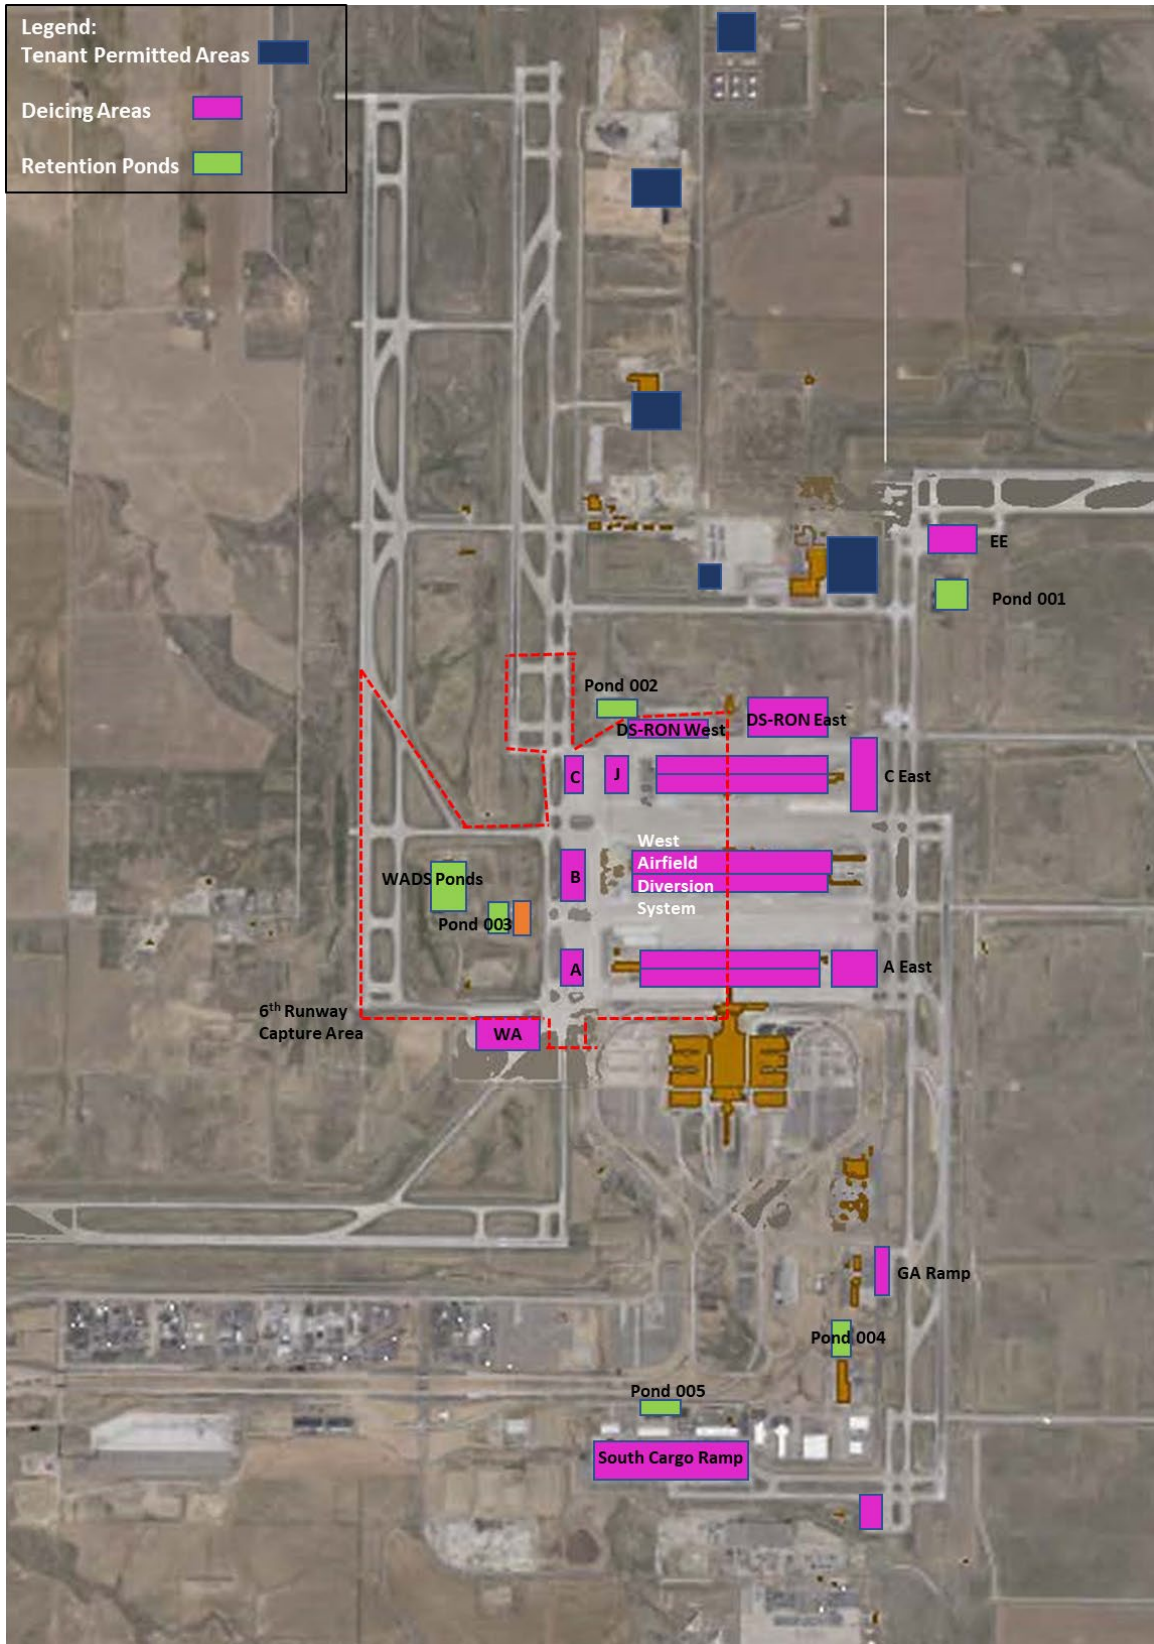 Legend:
Tenant Permitted Areas
Deicing Areas
Retention Ponds
EE
Pond 001
Pond 002
DS-RON West
DS-RON East
C
J
C East
West
Airfield
Diversion
System
WADS Ponds
B
Pond 003
A
A East
6th Runway
Capture Area
WA
GA Ramp
Pond 004
Pond 005
South Cargo Ramp